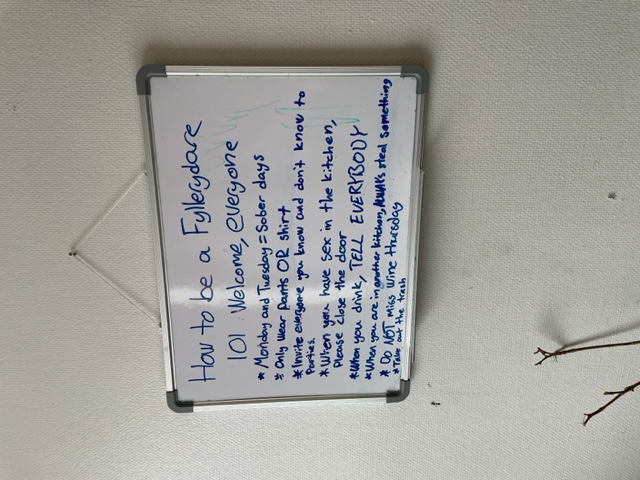 How to be a Fyllerydare
101 Welcome, everyone
* Monday and Tuesday = Sober days
* Only wear pants OR shirt
* Invite everyone you know and don't know to
Parties.
* When you have sex in the kitchen,
Please close the door
* When you drink, TELL EVERYBODY
* When you are in another kitchen, ALWAYS steal something
* DO NOT Miss Wine thursday
* Take out the trash